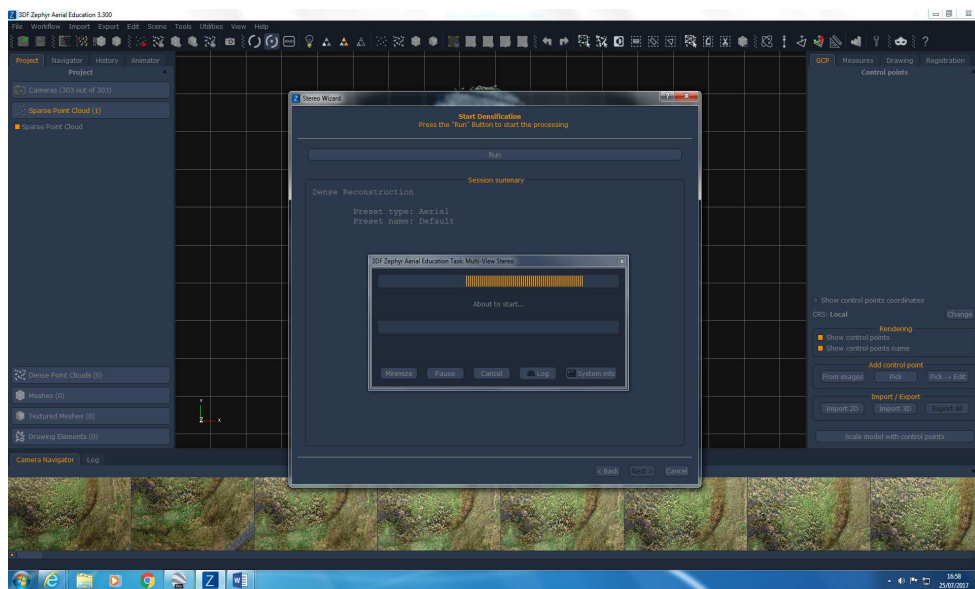 3DF Zephyr Aerial Education 3.300
File Workflow Import Export Edit Scene Tools Utilities View Help
Project Navigator History Animator
Project
Cameras (303 out of 303)
Sparse Point Cloud (1)
Sparse Point Cloud
Dense Point Clouds (0)
Meshes (0)
Textured Meshes (0)
Drawing Elements (0)
Y
Z
X
Stereo Wizard
Start Densification
Press the "Run" Button to start the processing
Run
Session summary
Dense Reconstruction
Preset type: Aerial
Preset name: Default
3DF Zephyr Aerial Education Task: Multi-View Stereo
About to start...
Minimize Pause Cancel Log System info
< Back Next > Cancel
GCP Measures Drawing Registration
Control points
Show control points coordinates
CRS: Local Change
Rendering
Show control points
Show control points name
Add control point
From images Pick Pick -> Edit
Import / Export
Import 2D Import 3D Export All
Scale model with control points
Camera Navigator Log
16:58
25/07/2017